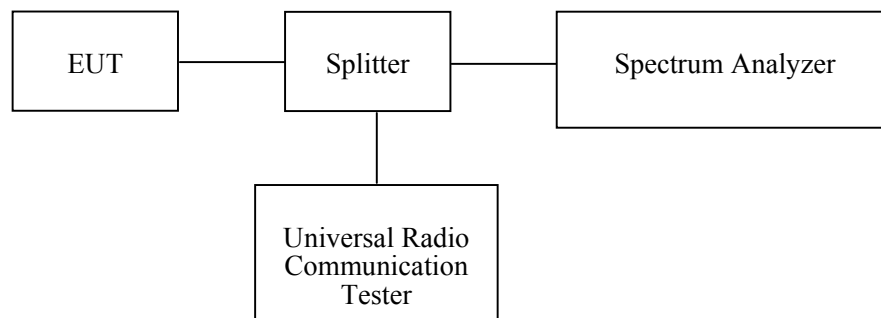 EUT
Splitter
Spectrum Analyzer
Universal Radio
Communication
Tester